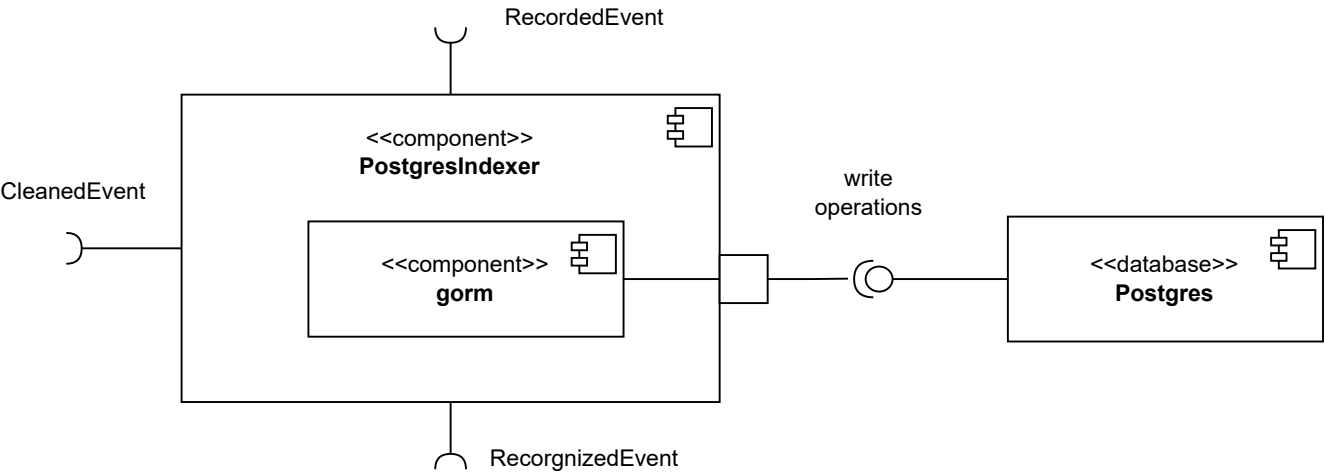 RecordedEvent
<<component>>
PostgresIndexer
CleanedEvent
write
operations
<<component>>
gorm
<<database>>
Postgres
RecorgnizedEvent